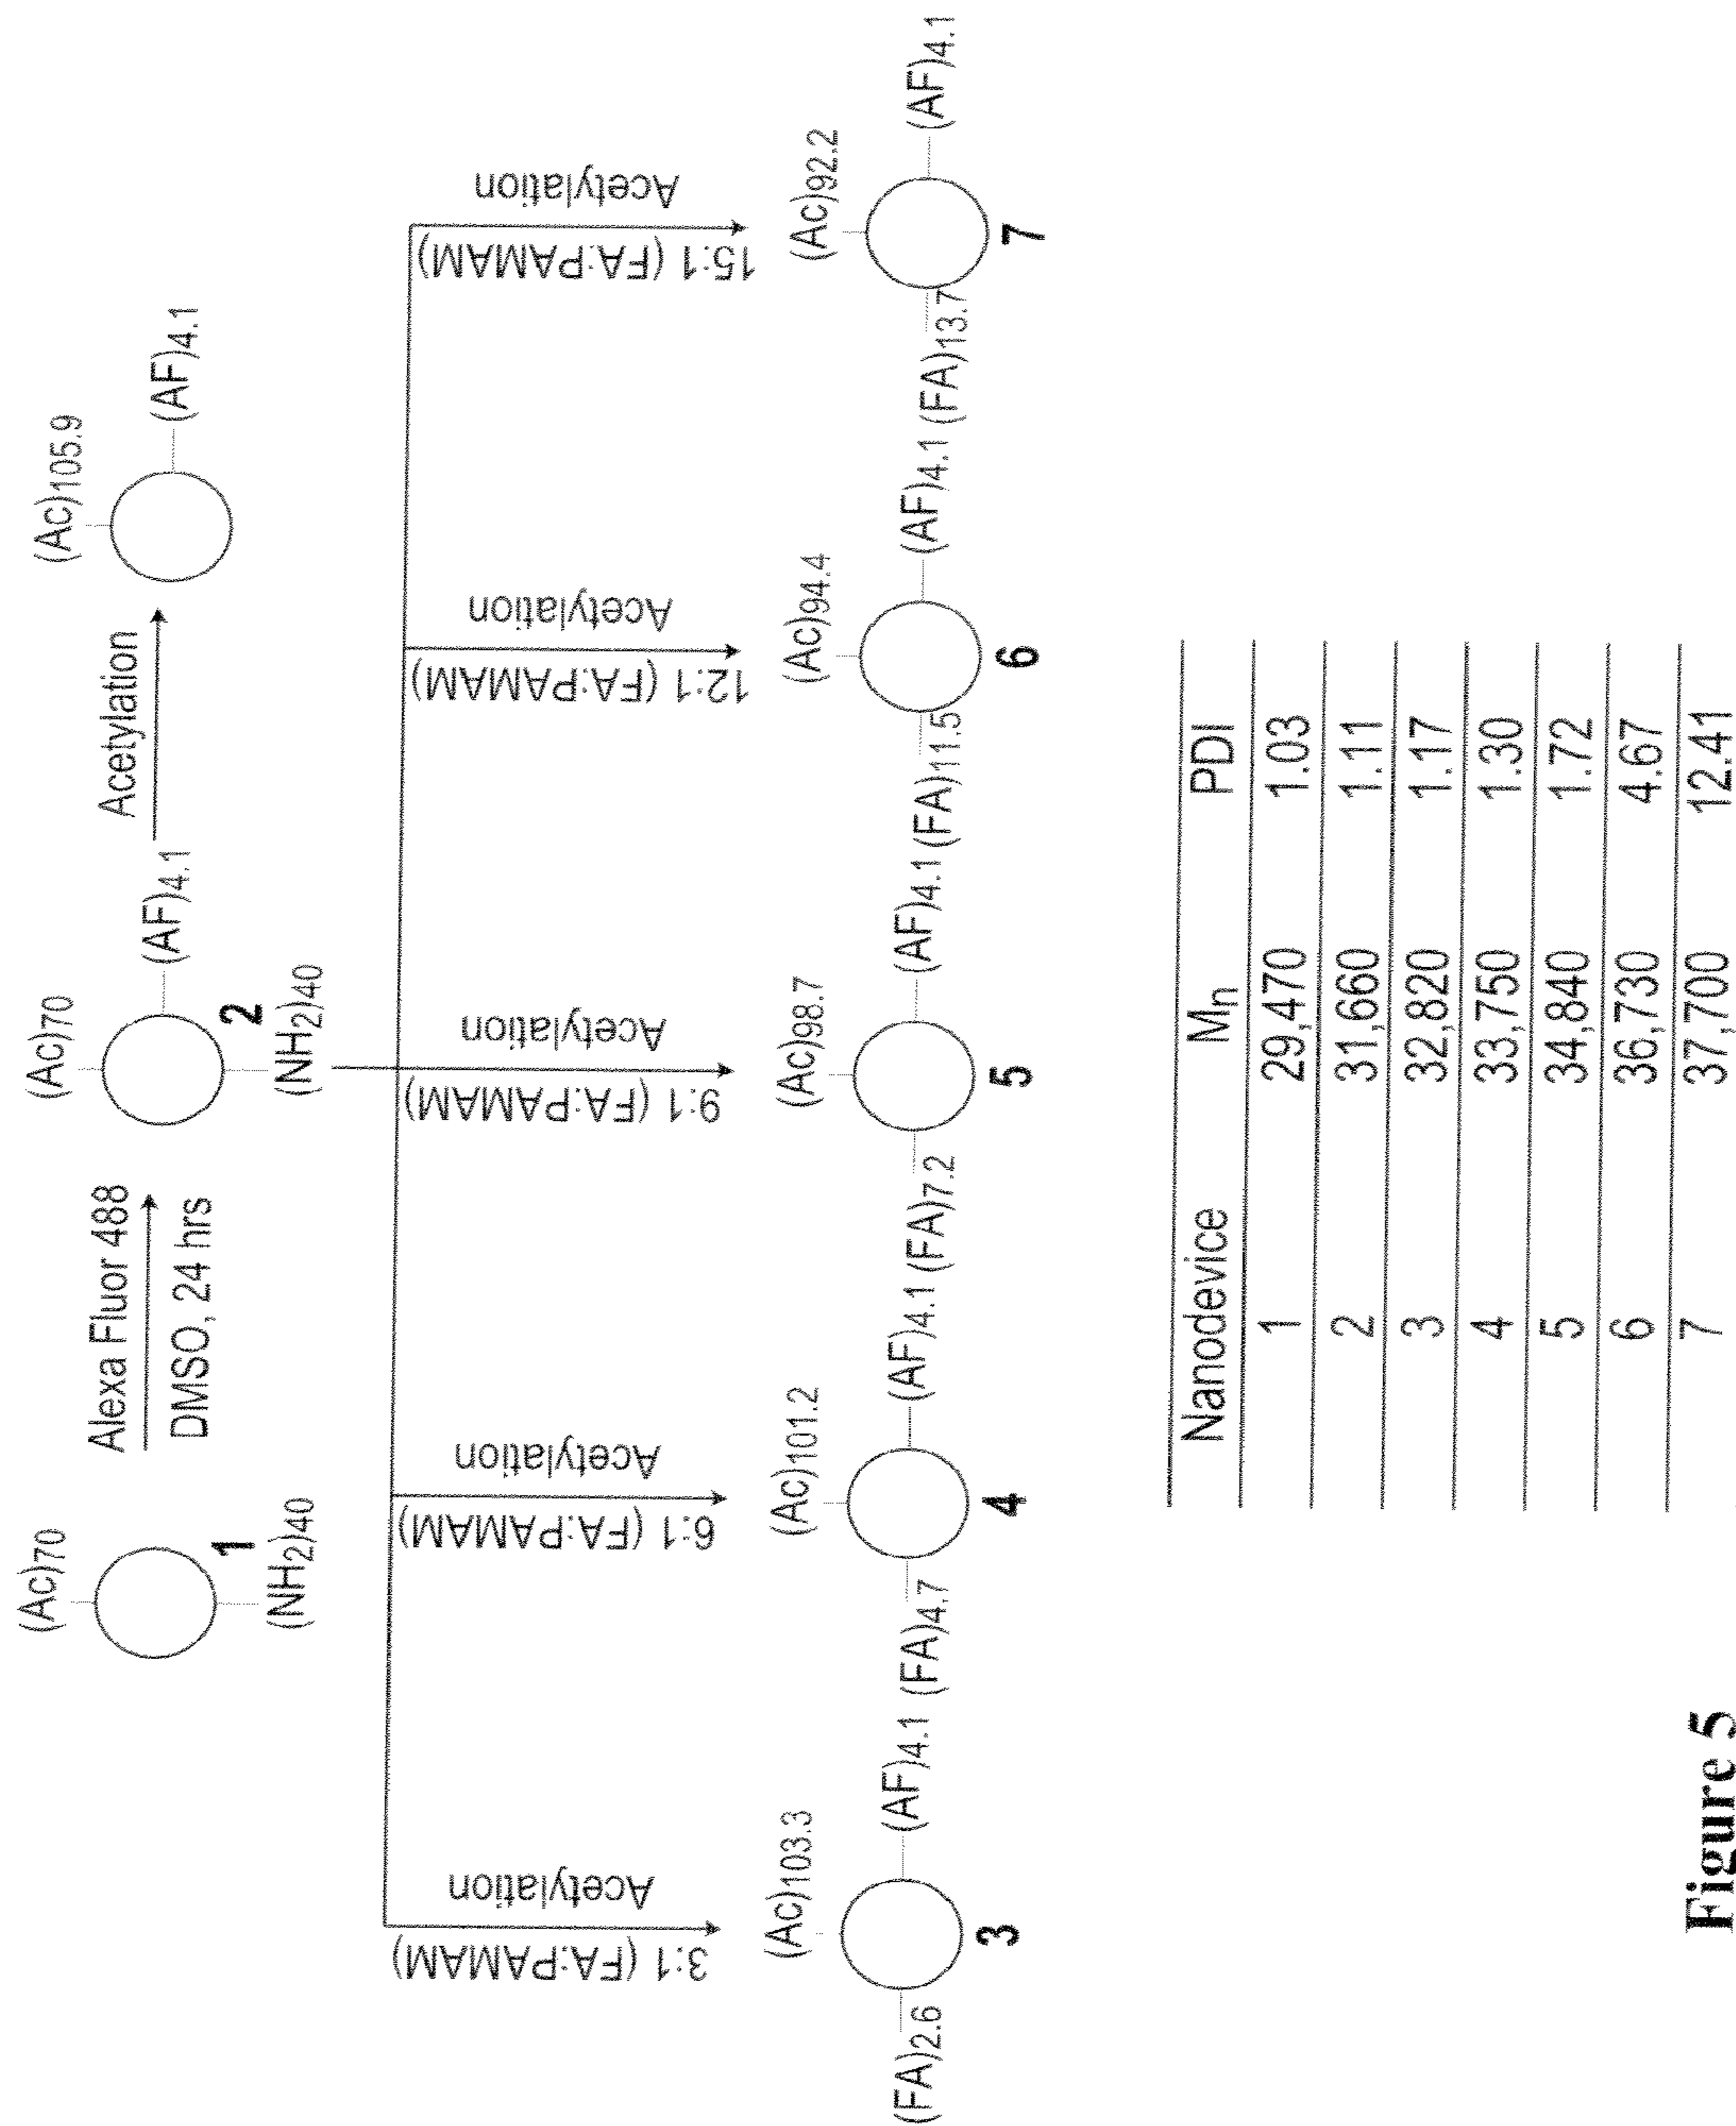 (Ac)70
1
(NH2)40
Alexa Fluor 488
DMSO, 24 hrs
(Ac)70
(AF)4.1
2
(NH2)40
Acetylation
(Ac)105.9
(AF)4.1
3:1 (FA:PAMAM)
Acetylation
6:1 (FA:PAMAM)
Acetylation
9:1 (FA:PAMAM)
Acetylation
12:1 (FA:PAMAM)
Acetylation
15:1 (FA:PAMAM)
Acetylation
(Ac)103.3
(FA)2.6
(AF)4.1
3
(Ac)101.2
(FA)4.7
(AF)4.1
4
(Ac)98.7
(FA)7.2
(AF)4.1
5
(Ac)94.4
(FA)11.5
(AF)4.1
6
(Ac)92.2
(FA)13.7
(AF)4.1
7
Nanodevice Mn PDI
1 29,470 1.03
2 31,660 1.11
3 32,820 1.17
4 33,750 1.30
5 34,840 1.72
6 36,730 4.67
7 37,700 12.41
Figure 5